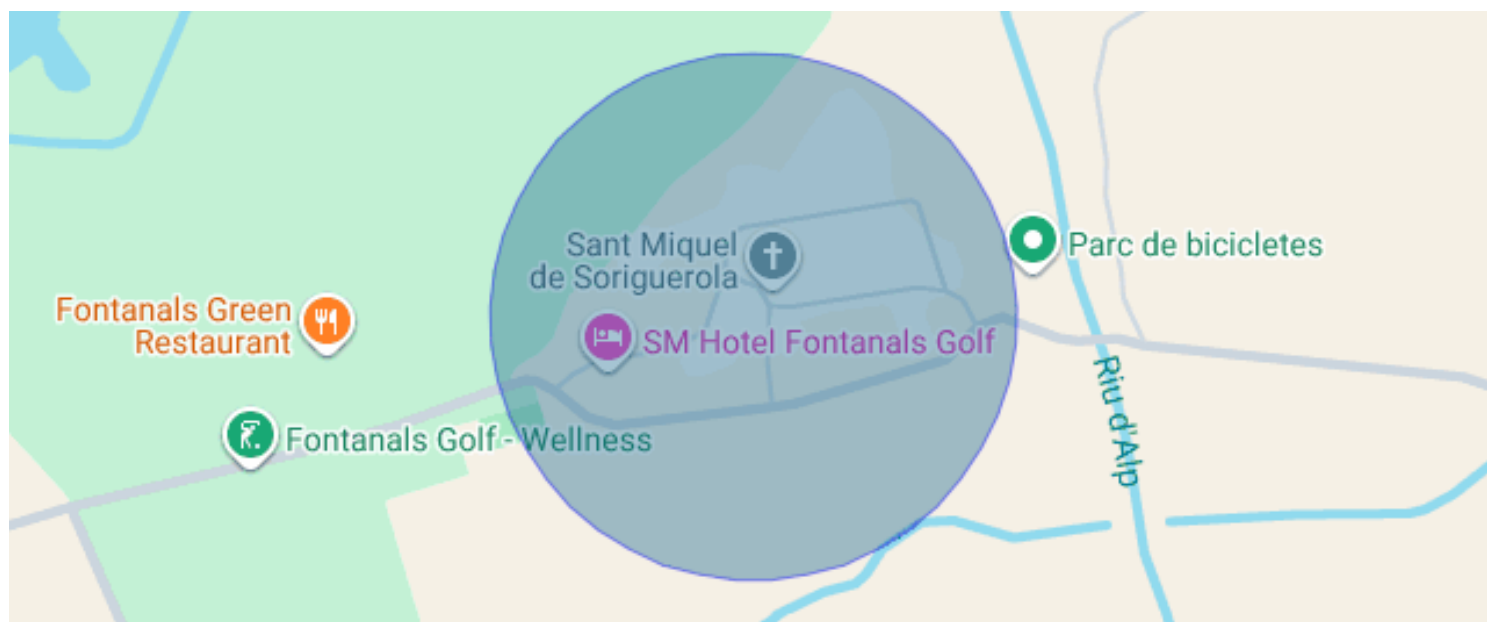 Sant Miquel
de Soriguerola
Parc de bicicletes
Fontanals Green
Restaurant
SM Hotel Fontanals Golf
Riu d'Alp
Fontanals Golf - Wellness